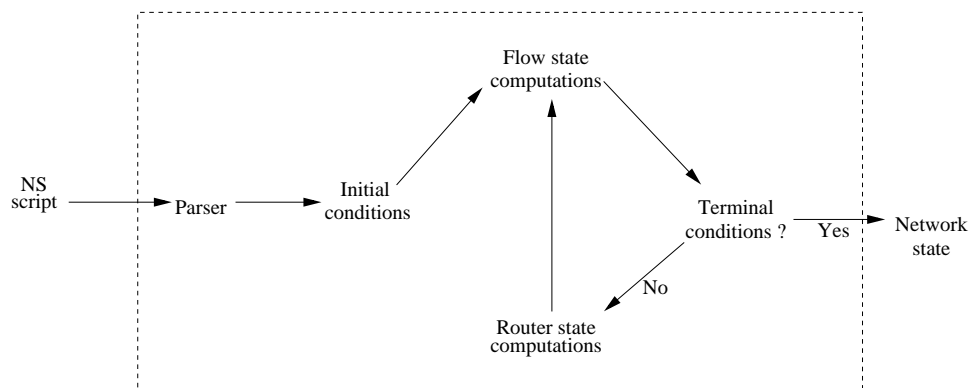 NS
script
Parser
Initial
conditions
Flow state
computations
Terminal
conditions ?
No
Router state
computations
Yes
Network
state